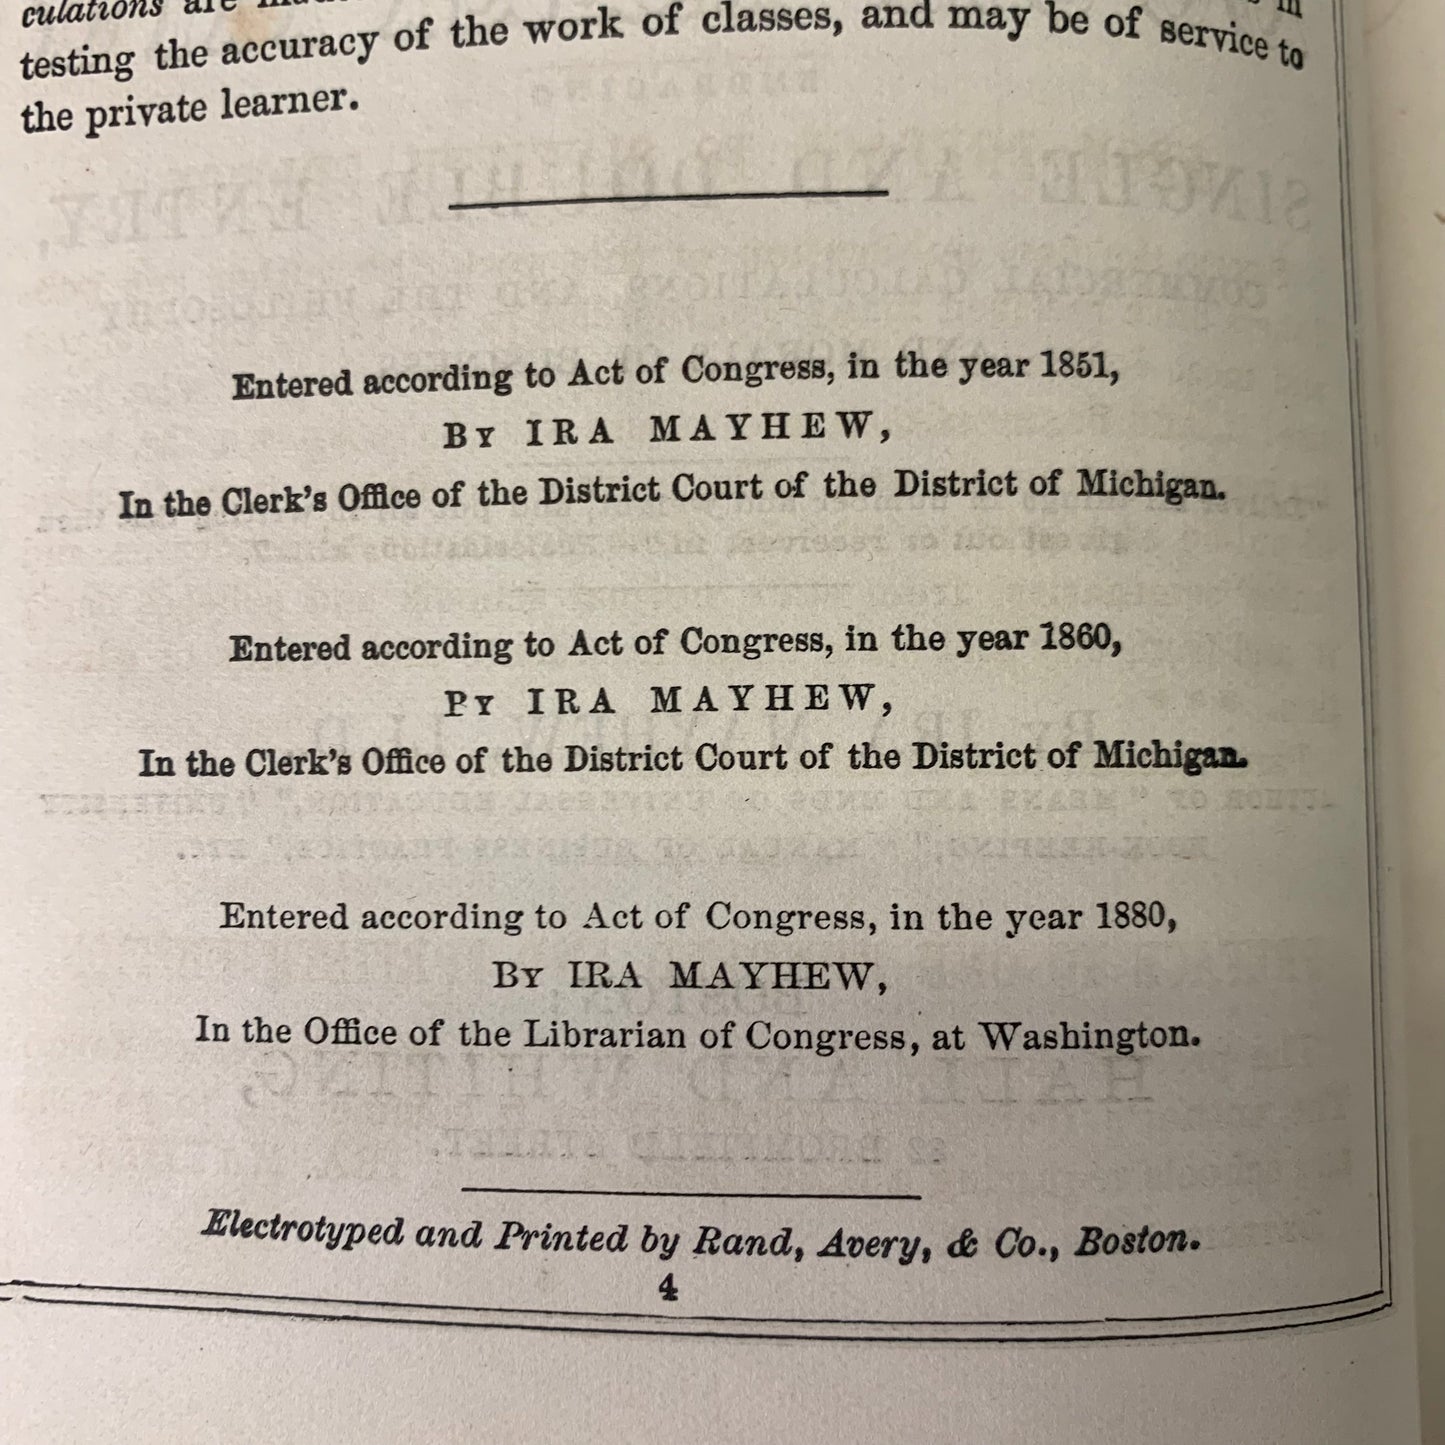 culations are
testing the accuracy of the work of classes, and may be of service to
the private learner.
Entered according to Act of Congress, in the year 1851,
BY IRA MAYHEW,
In the Clerk's Office of the District Court of the District of Michigan.
Entered according to Act of Congress, in the year 1860,
PY IRA MAYHEW,
In the Clerk's Office of the District Court of the District of Michigan.
Entered according to Act of Congress, in the year 1880,
BY IRA MAYHEW,
In the Office of the Librarian of Congress, at Washington.
Electrotyped and Printed by Rand, Avery, & Co., Boston.
4